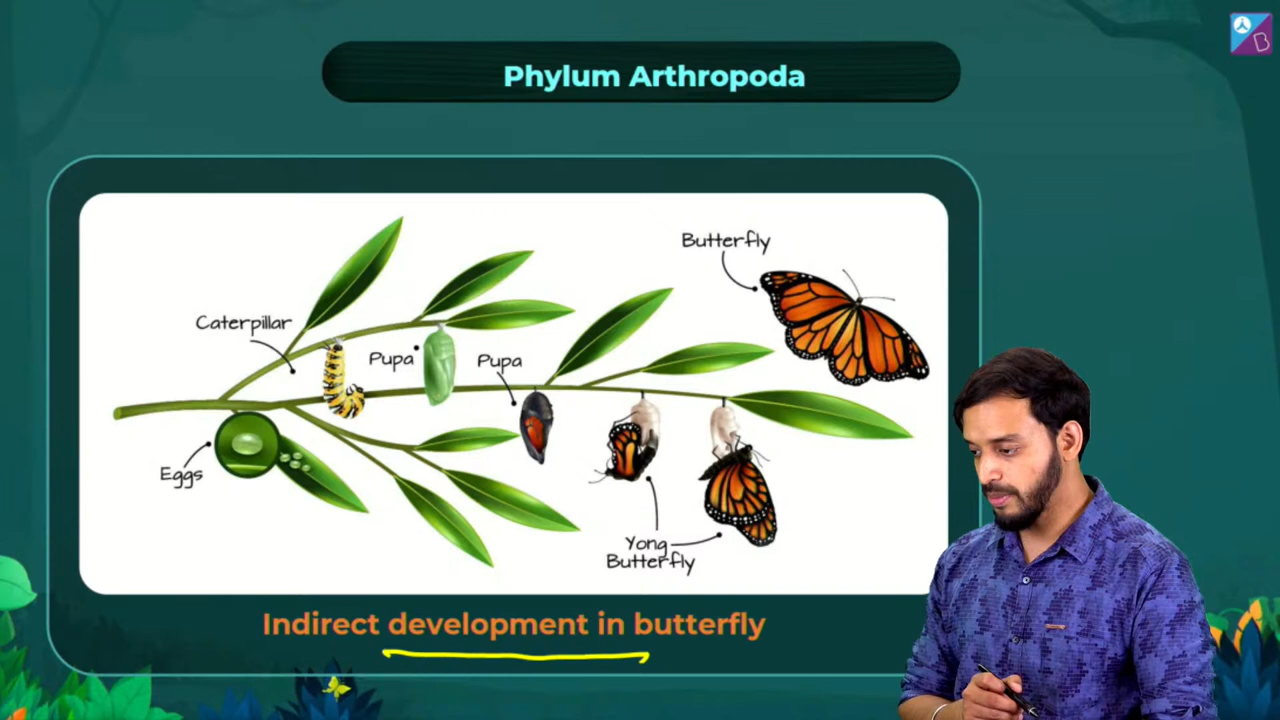 Phylum Arthropoda
Butterfly
Caterpillar
Pupa
Pupa
Eggs
Yong
Butterfly
Indirect development in butterfly
B